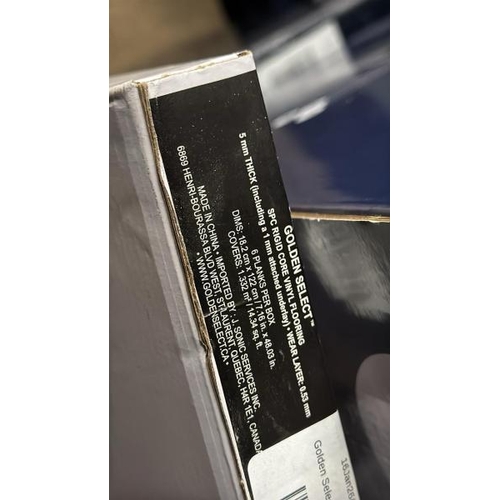 GOLDEN SELECT™
SPC RIGID CORE VINYL FLOORING
5 mm THICK (including a 1 mm attached underlay) • WEAR LAYER: 0.53 mm
6 PLANKS PER BOX
DIMS: 18.2 cm x 122 cm / 7.16 in. x 48.03 in.
COVERS: 1.332 m² / 14.34 sq. ft.
MADE IN CHINA • IMPORTED BY: J. SONIC SERVICES INC.
6869 HENRI-BOURASSA BLVD. WEST, ST. LAURENT, QUEBEC, H4R 1E1, CANADA
• WWW.GOLDENSELECT.CA •
16Jan26
Golden Sele